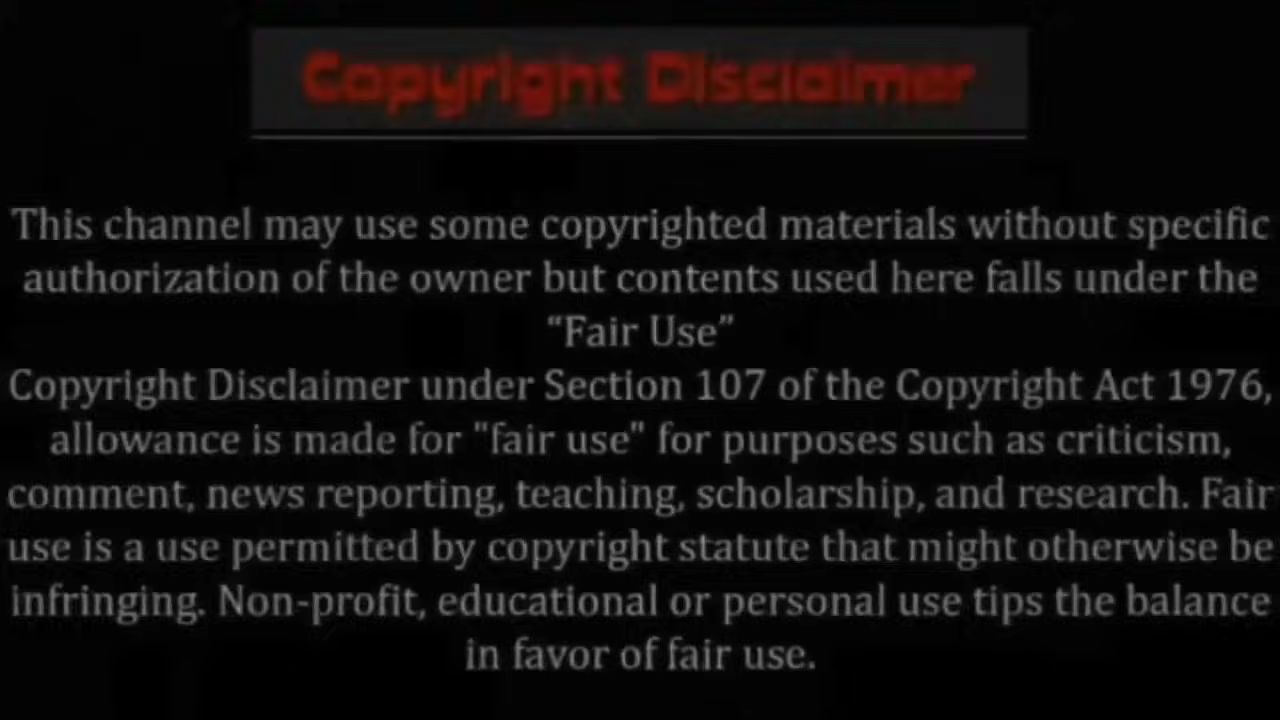 Copyright Disclaimer
This channel may use some copyrighted materials without specific
authorization of the owner but contents used here falls under the
“Fair Use”
Copyright Disclaimer under Section 107 of the Copyright Act 1976,
allowance is made for "fair use" for purposes such as criticism,
comment, news reporting, teaching, scholarship, and research. Fair
use is a use permitted by copyright statute that might otherwise be
infringing. Non-profit, educational or personal use tips the balance
in favor of fair use.